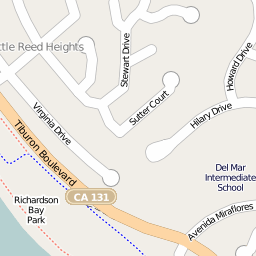 ttle Reed Heights
Stewart Drive
Howard Drive
Sutter Court
Hilary Drive
Virginia Drive
Tiburon Boulevard
Del Mar
Intermediate
School
CA 131
Richardson
Bay
Park
Avenida Miraflores